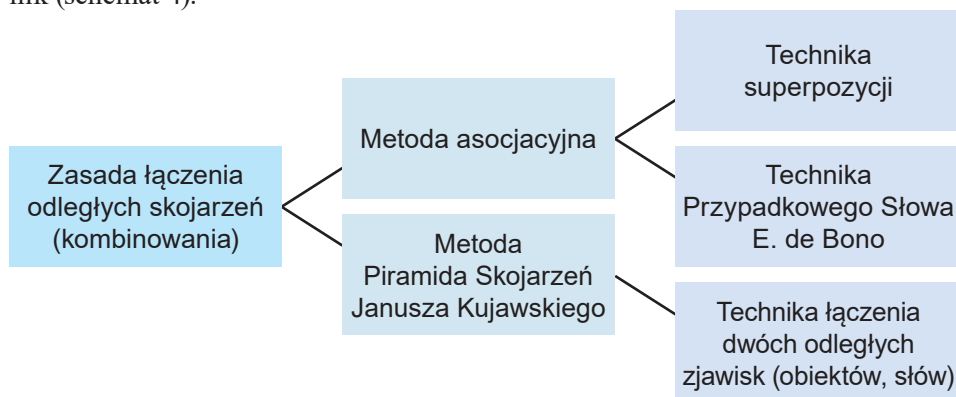 nik (schemat 4).
Technika
superpozycji
Metoda asocjacyjna
Zasada łączenia
odległych skojarzeń
(kombinowania)
Technika
Przypadkowego Słowa
E. de Bono
Metoda
Piramida Skojarzeń
Janusza Kujawskiego
Technika łączenia
dwóch odległych
zjawisk (obiektów, słów)